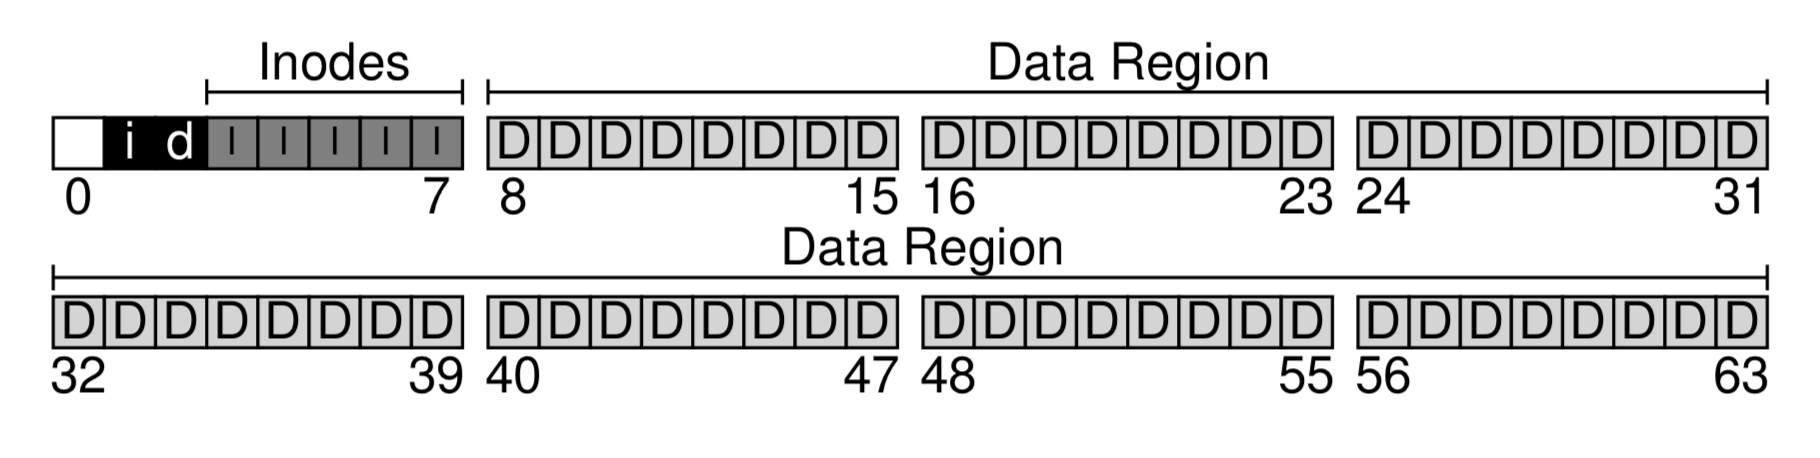 Inodes Data Region
i d I I I I I D D D D D D D D D D D D D D D D D D D D D D D D
0 7 8 15 16 23 24 31
Data Region
D D D D D D D D D D D D D D D D D D D D D D D D D D D D D D D D
32 39 40 47 48 55 56 63